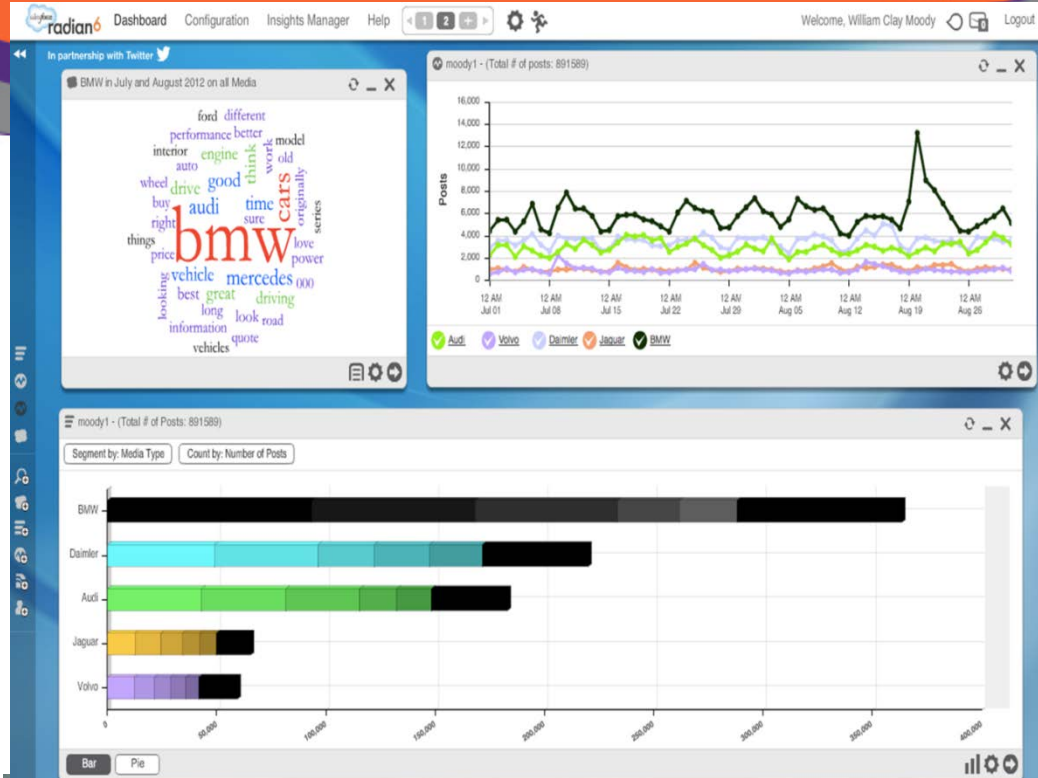 salesforce
radian6
Dashboard Configuration Insights Manager Help 1 2 Welcome, William Clay Moody 0 Logout
In partnership with Twitter
BMW in July and August 2012 on all Media
ford different
performance better
interior engine think work model
auto old
wheel drive good cars originally
buy audi time series
right sure
things bmw love
price power
looking vehicle mercedes 000
best great driving
long look road
information quote
vehicles
moody1 - (Total # of posts: 891589)
Posts
16,000
14,000
12,000
10,000
8,000
6,000
4,000
2,000
0
12 AM 12 AM 12 AM 12 AM 12 AM 12 AM 12 AM 12 AM 12 AM
Jul 01 Jul 08 Jul 15 Jul 22 Jul 29 Aug 05 Aug 12 Aug 19 Aug 26
Audi Volvo Daimler Jaguar BMW
moody1 - (Total # of Posts: 891589)
Segment by: Media Type Count by: Number of Posts
BMW
Daimler
Audi
Jaguar
Volvo
0 50,000 100,000 150,000 200,000 250,000 300,000 350,000 400,000
Bar Pie